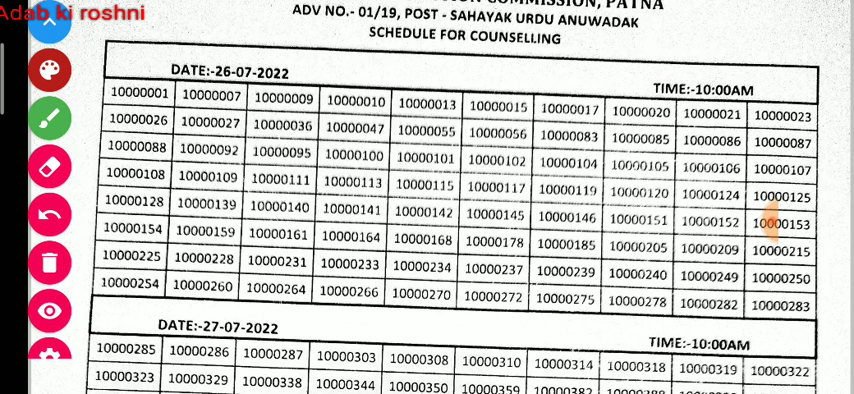 Adab ki roshni
COMMISSION, PATNA
ADV NO.- 01/19, POST - SAHAYAK URDU ANUWADAK
SCHEDULE FOR COUNSELLING
DATE:-26-07-2022 TIME:-10:00AM
10000001 10000007 10000009 10000010 10000013 10000015 10000017 10000020 10000021 10000023
10000026 10000027 10000036 10000047 10000055 10000056 10000083 10000085 10000086 10000087
10000088 10000092 10000095 10000100 10000101 10000102 10000104 10000105 10000106 10000107
10000108 10000109 10000111 10000113 10000115 10000117 10000119 10000120 10000124 10000125
10000128 10000139 10000140 10000141 10000142 10000145 10000146 10000151 10000152 10000153
10000154 10000159 10000161 10000164 10000168 10000178 10000185 10000205 10000209 10000215
10000225 10000228 10000231 10000233 10000234 10000237 10000239 10000240 10000249 10000250
10000254 10000260 10000264 10000266 10000270 10000272 10000275 10000278 10000282 10000283
DATE:-27-07-2022 TIME:-10:00AM
10000285 10000286 10000287 10000303 10000308 10000310 10000314 10000318 10000319 10000322
10000323 10000329 10000338 10000344 10000350 10000359 10000382